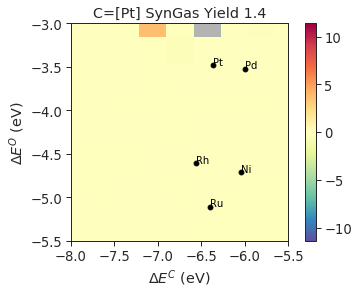 C=[Pt] SynGas Yield 1.4
−3.0
−3.5
−4.0
−4.5
−5.0
−5.5
ΔE^O (eV)
Pt
Pd
Rh
Ni
Ru
−8.0 −7.5 −7.0 −6.5 −6.0 −5.5
ΔE^C (eV)
10
5
0
−5
−10